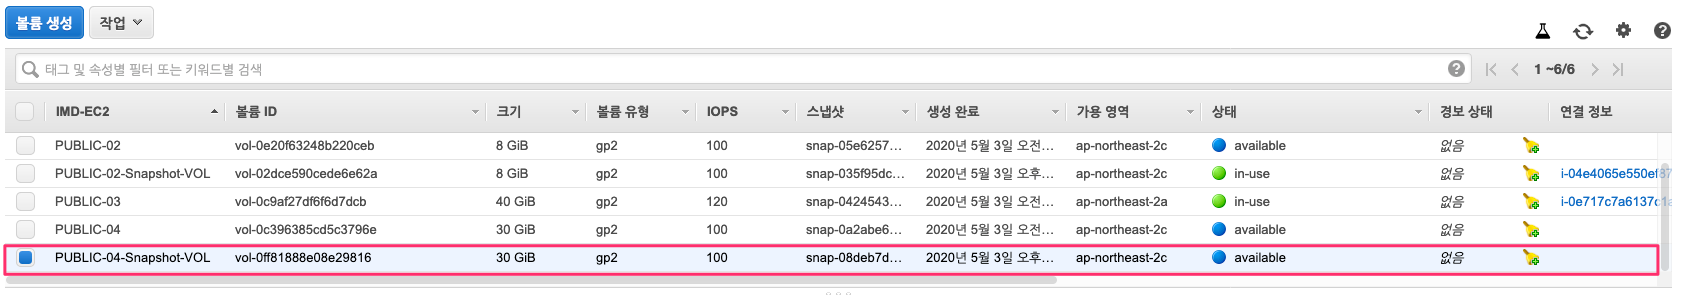 볼륨 생성 작업
태그 및 속성별 필터 또는 키워드별 검색 1 ~6/6
IMD-EC2 볼륨 ID 크기 볼륨 유형 IOPS 스냅샷 생성 완료 가용 영역 상태 경보 상태 연결 정보
PUBLIC-02 vol-0e20f63248b220ceb 8 GiB gp2 100 snap-05e6257... 2020년 5월 3일 오전... ap-northeast-2c available 없음
PUBLIC-02-Snapshot-VOL vol-02dce590cede6e62a 8 GiB gp2 100 snap-035f95dc... 2020년 5월 3일 오후... ap-northeast-2c in-use 없음 i-04e4065e550ef87
PUBLIC-03 vol-0c9af27df6f6d7dcb 40 GiB gp2 120 snap-0424543... 2020년 5월 3일 오전... ap-northeast-2a in-use 없음 i-0e717c7a6137c1a
PUBLIC-04 vol-0c396385cd5c3796e 30 GiB gp2 100 snap-0a2abe6... 2020년 5월 3일 오전... ap-northeast-2c available 없음
PUBLIC-04-Snapshot-VOL vol-0ff81888e08e29816 30 GiB gp2 100 snap-08deb7d... 2020년 5월 3일 오후... ap-northeast-2c available 없음